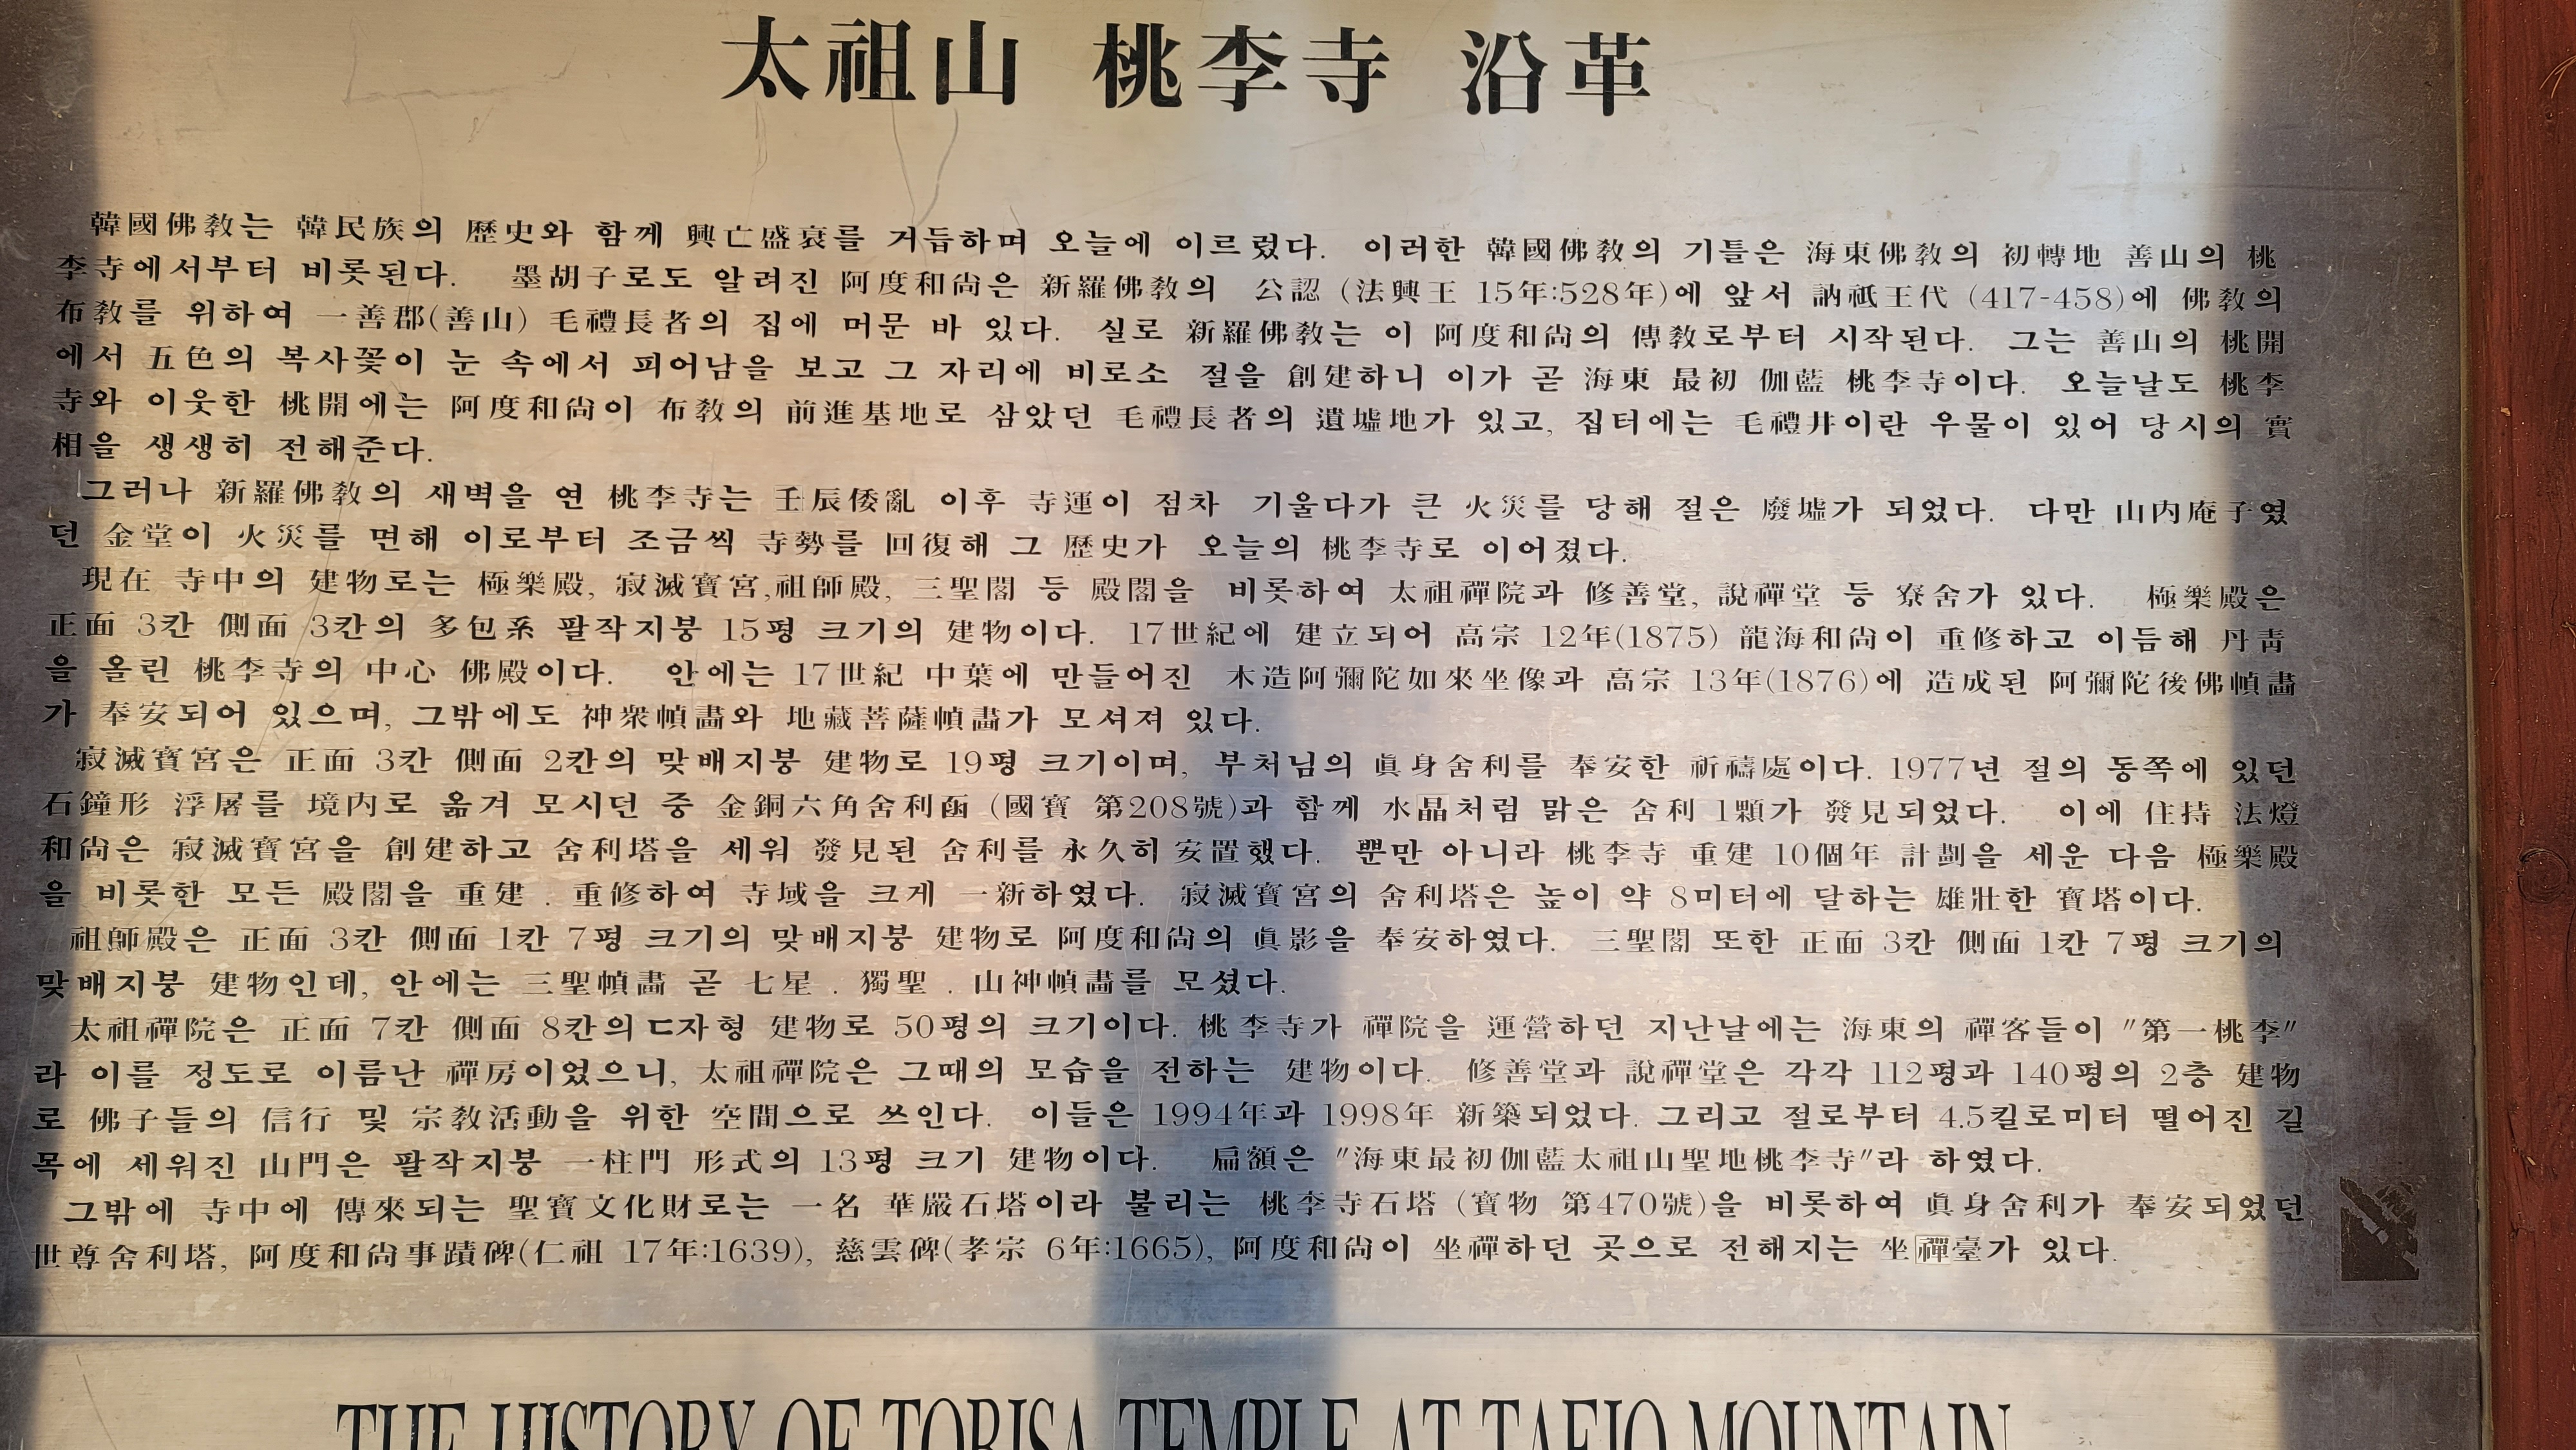 太祖山 桃李寺 沿革
韓國佛敎는 韓民族의 歷史와 함께 興亡盛衰를 거듭하며 오늘에 이르렀다. 이러한 韓國佛敎의 기틀은 海東佛敎의 初轉地 善山의 桃
李寺에서부터 비롯된다. 墨胡子로도 알려진 阿度和尙은 新羅佛敎의 公認 (法興王 15年:528年)에 앞서 訥祗王代 (417-458)에 佛敎의
布敎를 위하여 一善郡(善山) 毛禮長者의 집에 머문 바 있다. 실로 新羅佛敎는 이 阿度和尙의 傳敎로부터 시작된다. 그는 善山의 桃開
에서 五色의 복사꽃이 눈 속에서 피어남을 보고 그 자리에 비로소 절을 創建하니 이가 곧 海東 最初 伽藍 桃李寺이다. 오늘날도 桃李
寺와 이웃한 桃開에는 阿度和尙이 布敎의 前進基地로 삼았던 毛禮長者의 遺墟地가 있고, 집터에는 毛禮井이란 우물이 있어 당시의 實
相을 생생히 전해준다.
그러나 新羅佛敎의 새벽을 연 桃李寺는 壬辰倭亂 이후 寺運이 점차 기울다가 큰 火災를 당해 절은 廢墟가 되었다. 다만 山內庵子였
던 金堂이 火災를 면해 이로부터 조금씩 寺勢를 回復해 그 歷史가 오늘의 桃李寺로 이어졌다.
現在 寺中의 建物로는 極樂殿, 寂滅寶宮,祖師殿, 三聖閣 등 殿閣을 비롯하여 太祖禪院과 修善堂, 說禪堂 등 寮舍가 있다. 極樂殿은
正面 3칸 側面 3칸의 多包系 팔작지붕 15평 크기의 建物이다. 17世紀에 建立되어 高宗 12年(1875) 龍海和尙이 重修하고 이듬해 丹靑
을 올린 桃李寺의 中心 佛殿이다. 안에는 17世紀 中葉에 만들어진 木造阿彌陀如來坐像과 高宗 13年(1876)에 造成된 阿彌陀後佛幀畵
가 奉安되어 있으며, 그밖에도 神衆幀畵와 地藏菩薩幀畵가 모셔져 있다.
寂滅寶宮은 正面 3칸 側面 2칸의 맞배지붕 建物로 19평 크기이며, 부처님의 眞身舍利를 奉安한 祈禱處이다. 1977년 절의 동쪽에 있던
石鐘形 浮屠를 境內로 옮겨 모시던 중 金銅六角舍利函 (國寶 第208號)과 함께 水晶처럼 맑은 舍利 1顆가 發見되었다. 이에 住持 法燈
和尙은 寂滅寶宮을 創建하고 舍利塔을 세워 發見된 舍利를 永久히 安置했다. 뿐만 아니라 桃李寺 重建 10個年 計劃을 세운 다음 極樂殿
을 비롯한 모든 殿閣을 重建 . 重修하여 寺域을 크게 一新하였다. 寂滅寶宮의 舍利塔은 높이 약 8미터에 달하는 雄壯한 寶塔이다.
祖師殿은 正面 3칸 側面 1칸 7평 크기의 맞배지붕 建物로 阿度和尙의 眞影을 奉安하였다. 三聖閣 또한 正面 3칸 側面 1칸 7평 크기의
맞배지붕 建物인데, 안에는 三聖幀畵 곧 七星 . 獨聖 . 山神幀畵를 모셨다.
太祖禪院은 正面 7칸 側面 8칸의ㄷ자형 建物로 50평의 크기이다. 桃李寺가 禪院을 運營하던 지난날에는 海東의 禪客들이 "第一桃李"
라 이를 정도로 이름난 禪房이었으니, 太祖禪院은 그때의 모습을 전하는 建物이다. 修善堂과 說禪堂은 각각 112평과 140평의 2층 建物
로 佛子들의 信行 및 宗敎活動을 위한 空間으로 쓰인다. 이들은 1994年과 1998年 新築되었다. 그리고 절로부터 4.5킬로미터 떨어진 길
목에 세워진 山門은 팔작지붕 一柱門 形式의 13평 크기 建物이다. 扁額은 "海東最初伽藍太祖山聖地桃李寺"라 하였다.
그밖에 寺中에 傳來되는 聖寶文化財로는 一名 華嚴石塔이라 불리는 桃李寺石塔 (寶物 第470號)을 비롯하여 眞身舍利가 奉安되었던
世尊舍利塔, 阿度和尙事蹟碑(仁祖 17年:1639), 慈雲碑(孝宗 6年:1665), 阿度和尙이 坐禪하던 곳으로 전해지는 坐禪臺가 있다.
THE HISTORY OF TORISA TEMPLE AT TAEJO MOUNTAIN